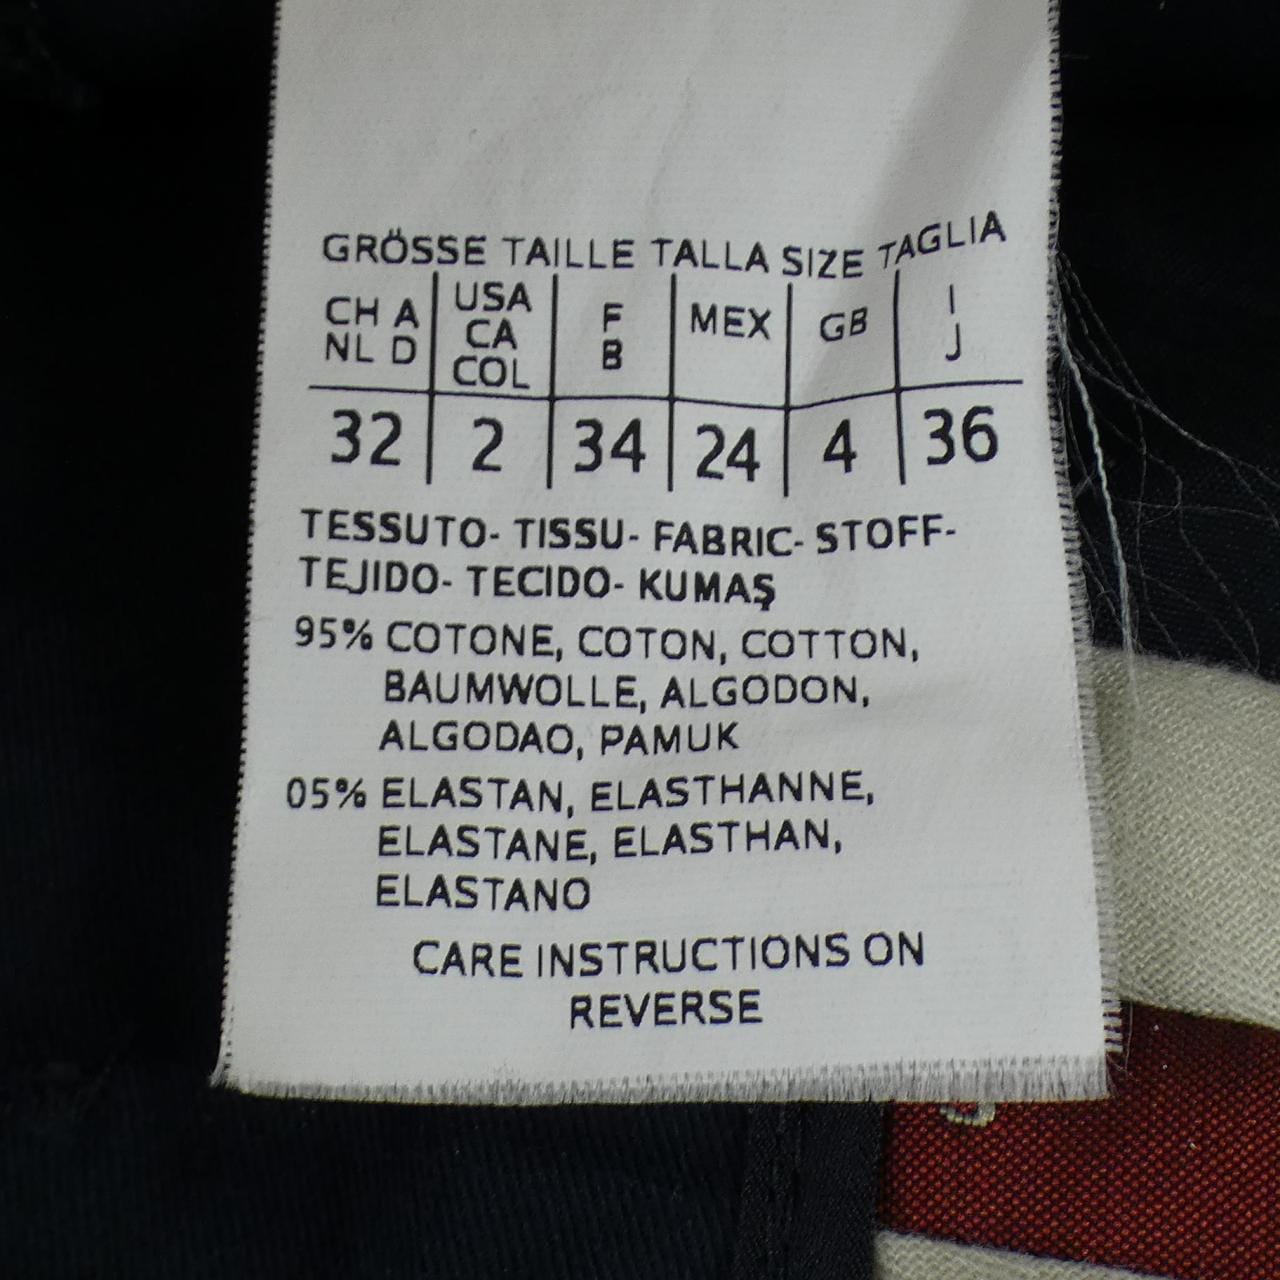 GRÖSSE TAILLE TALLA SIZE TAGLIA
CH A NL D | USA CA COL | F B | MEX | GB | I J
32 | 2 | 34 | 24 | 4 | 36
TESSUTO- TISSU- FABRIC- STOFF-
TEJIDO- TECIDO- KUMAŞ
95% COTONE, COTON, COTTON,
BAUMWOLLE, ALGODON,
ALGODAO, PAMUK
05% ELASTAN, ELASTHANNE,
ELASTANE, ELASTHAN,
ELASTANO
CARE INSTRUCTIONS ON
REVERSE